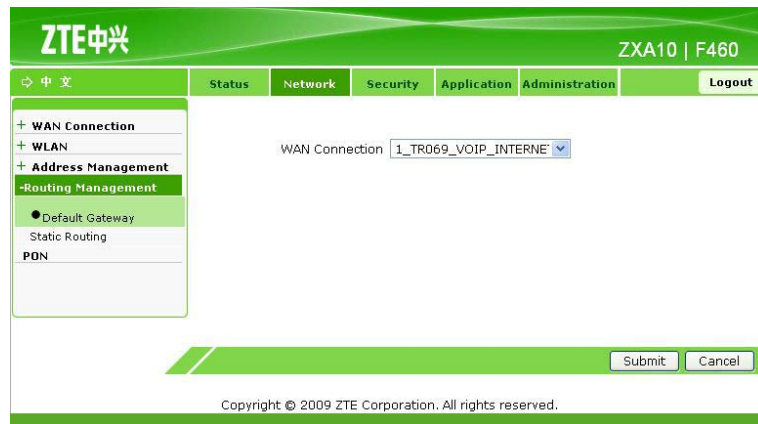 ZTE中兴
ZXA10 | F460
中 文
Status Network Security Application Administration Logout
+ WAN Connection
+ WLAN
+ Address Management
-Routing Management
Default Gateway
Static Routing
PON
WAN Connection 1_TR069_VOIP_INTERNET
Submit Cancel
Copyright © 2009 ZTE Corporation. All rights reserved.